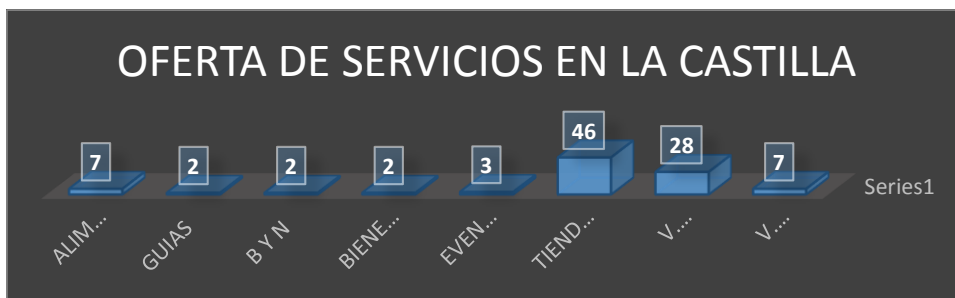 OFERTA DE SERVICIOS EN LA CASTILLA
7
2
2
2
3
46
28
7
Series1
ALIM...
GUIAS
B Y N
BIENE...
EVEN...
TIEND...
V....
V....